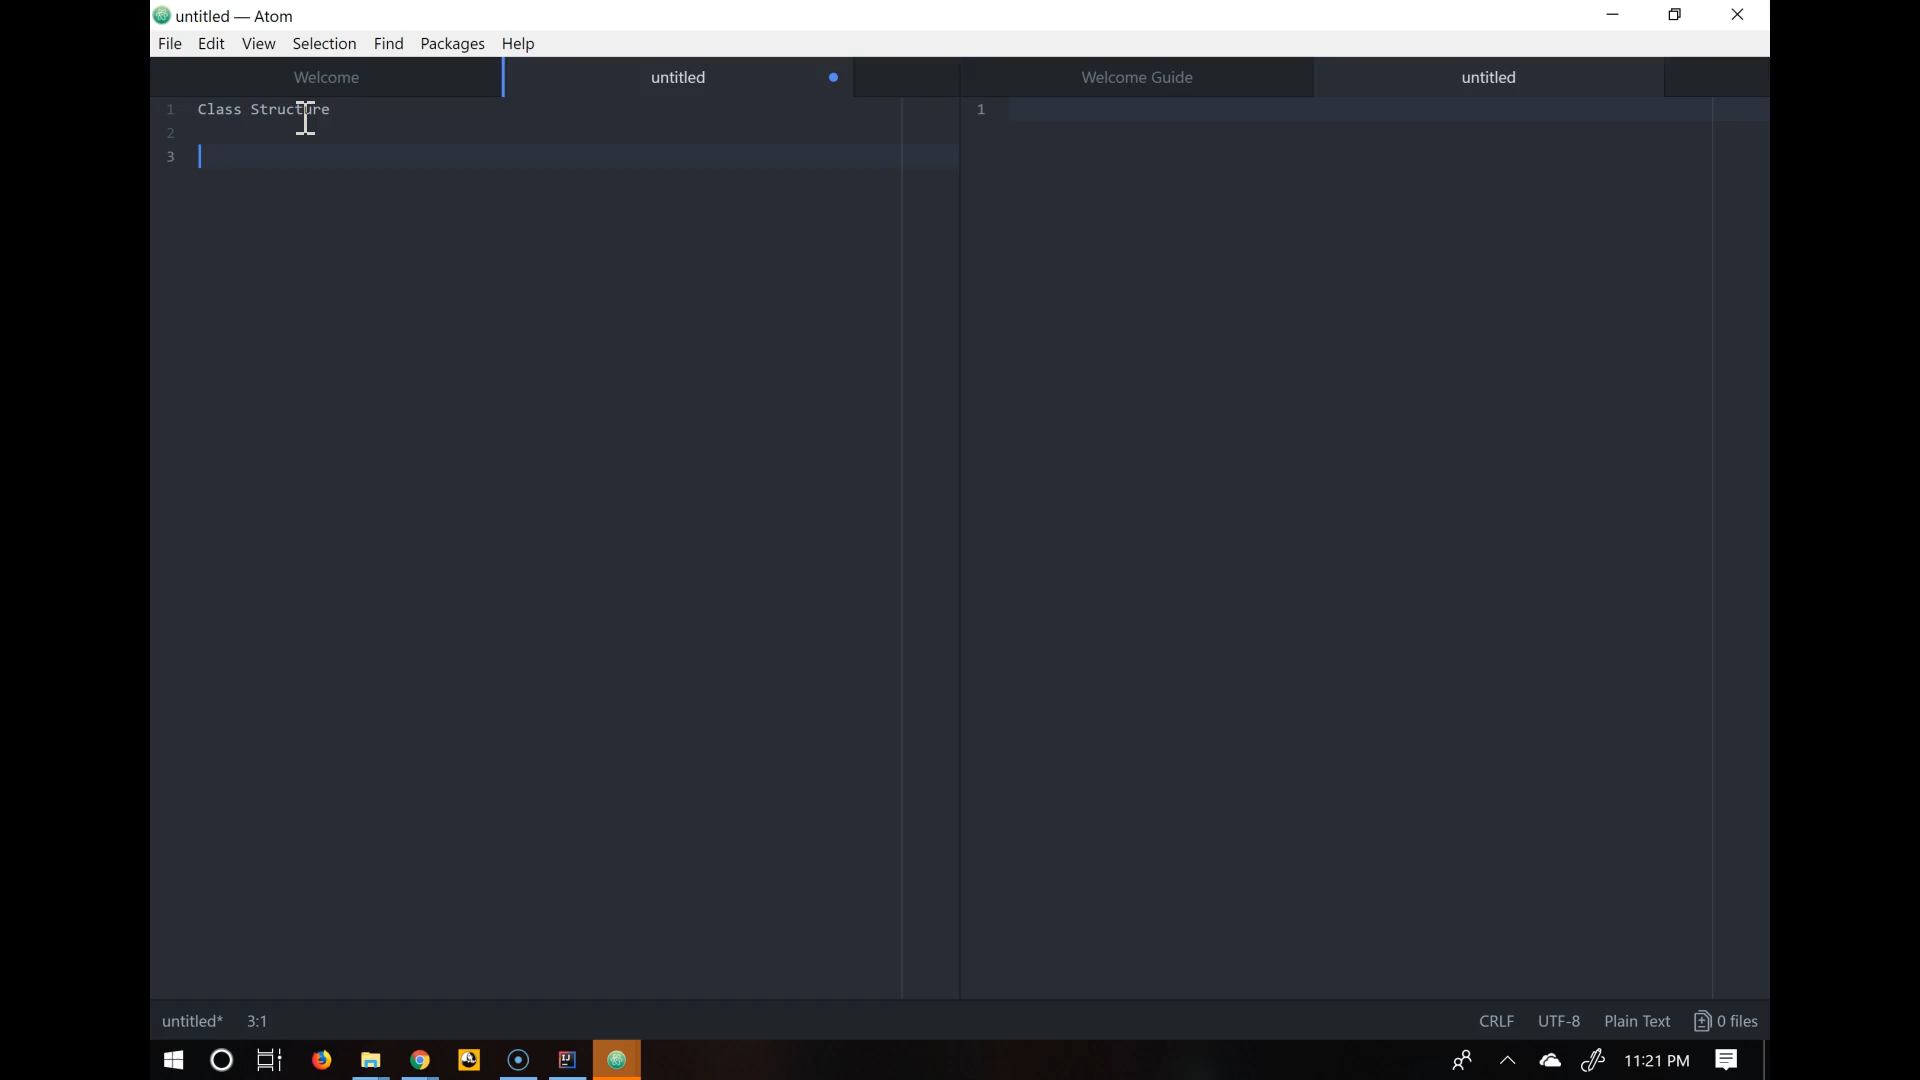 untitled — Atom
File Edit View Selection Find Packages Help
Welcome untitled Welcome Guide untitled
1 Class Structure 1
2
3
untitled* 3:1 CRLF UTF-8 Plain Text 0 files
IJ 11:21 PM